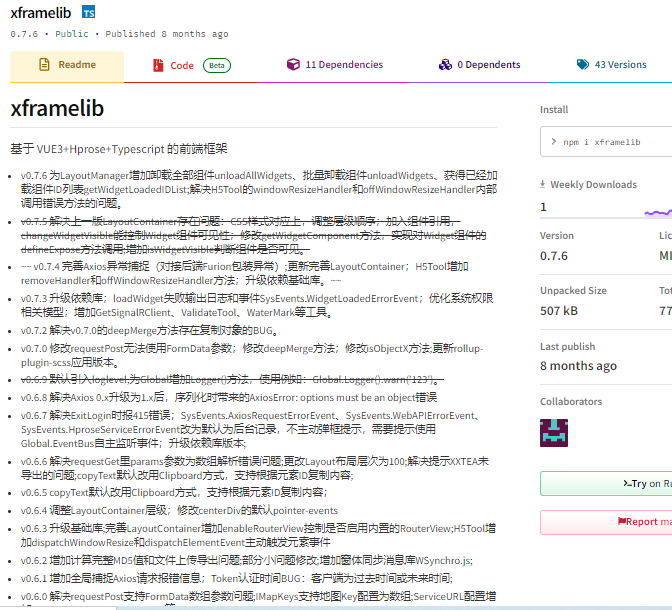 xframelib TS
0.7.6 • Public • Published 8 months ago
Readme
Code Beta
11 Dependencies
0 Dependents
43 Versions
xframelib
基于 VUE3+Hprose+Typescript 的前端框架
v0.7.6 为LayoutManager增加卸载全部组件unloadAllWidgets、批量卸载组件unloadWidgets、获得已经加
载组件ID列表getWidgetLoadedIDList;解决H5Tool的windowResizeHandler和offWindowResizeHandler内部
调用错误方法的问题。
v0.7.5 解决上一版LayoutContainer存在问题：CSS样式对应上，调整层级顺序；加入组件引用，
changeWidgetVisible能控制Widget组件可见性；修改getWidgetComponent方法，实现对Widget组件的
defineExpose方法调用;增加isWidgetVisible判断组件是否可见。
~~ v0.7.4 完善Axios异常捕捉（对接后端Furion包装异常）;更新完善LayoutContainer；H5Tool增加
removeHandler和offWindowResizeHandler方法；升级依赖基础库。~~
v0.7.3 升级依赖库；loadWidget失败输出日志和事件SysEvents.WidgetLoadedErrorEvent；优化系统权限
相关模型；增加GetSignalRClient、ValidateTool、WaterMark等工具。
v0.7.2 解决v0.7.0的deepMerge方法存在复制对象的BUG。
v0.7.0 修改requestPost无法使用FormData参数；修改deepMerge方法；修改isObjectX方法;更新rollup-
plugin-scss应用版本。
v0.6.9 默认引入loglevel,为Global增加Logger()方法，使用例如：Global.Logger().warn('123')。
v0.6.8 解决Axios 0.x升级为1.x后，序列化时带来的AxiosError: options must be an object错误
v0.6.7 解决ExitLogin时报415错误；SysEvents.AxiosRequestErrorEvent、SysEvents.WebAPIErrorEvent、
SysEvents.HproseServiceErrorEvent改为默认为后台记录，不主动弹框提示，需要提示使用
Global.EventBus自主监听事件；升级依赖库版本;
v0.6.6 解决requestGet里params参数为数组解析错误问题;更改Layout布局层次为100;解决提示XXTEA未
导出的问题;copyText默认改用Clipboard方式，支持根据元素ID复制内容;
v0.6.5 copyText默认改用Clipboard方式，支持根据元素ID复制内容；
v0.6.4 调整LayoutContainer层级；修改centerDiv的默认pointer-events
v0.6.3 升级基础库;完善LayoutContainer增加enableRouterView控制是否启用内置的RouterView;H5Tool增
加dispatchWindowResize和dispatchElementEvent主动触发元素事件
v0.6.2 增加计算完整MD5值和文件上传导出问题;部分小问题修改;增加窗体同步消息库WSynchro.js;
v0.6.1 增加全局捕捉Axios请求报错信息；Token认证时间BUG：客户端为过去时间或未来时间;
v0.6.0 解决requestPost支持FormData数组参数问题;IMapKeys支持地图Key配置为数组;ServiceURL配置增
Install
> npm i xframelib
Weekly Downloads
1
Version
0.7.6
Unpacked Size
507 kB
Last publish
8 months ago
Collaborators
>-Try on Ru
Report ma